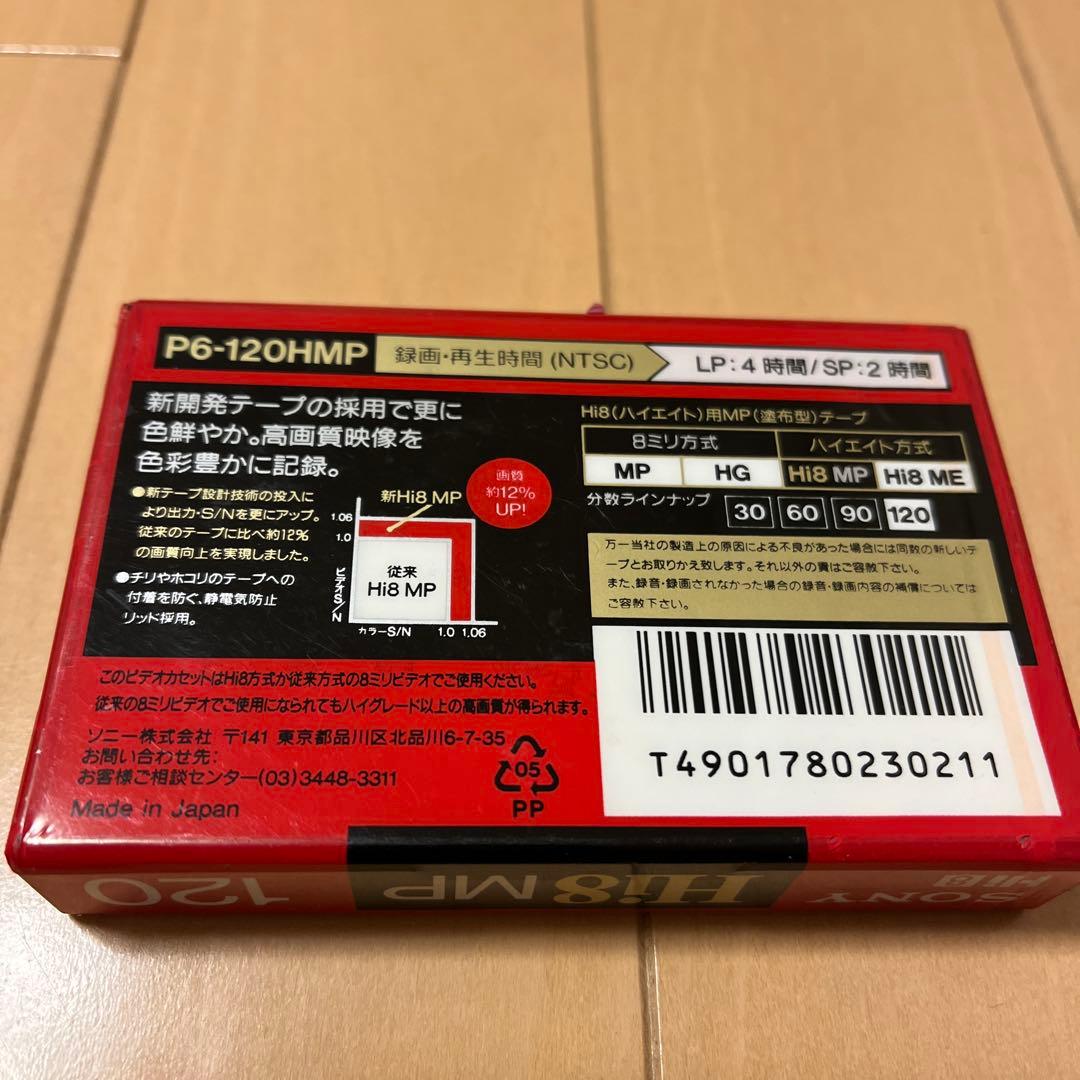 P6-120HMP 録画・再生時間 (NTSC) LP:4時間/SP:2時間
新開発テープの採用で更に
色鮮やか。高画質映像を
色彩豊かに記録。
●新テープ設計技術の投入に
より出力・S/Nを更にアップ。
従来のテープに比べ約12%
の画質向上を実現しました。
●チリやホコリのテープへの
付着を防ぐ、静電気防止
リッド採用。
画質
約12%
UP!
新Hi8 MP
1.06
1.0
従来
Hi8 MP
ビデオS/N
カラーS/N 1.0 1.06
Hi8(ハイエイト)用MP(塗布型)テープ
8ミリ方式 ハイエイト方式
MP HG Hi8 MP Hi8 ME
分数ラインナップ 30 60 90 120
万一当社の製造上の原因による不良があった場合には同数の新しいテ
ープとお取りかえ致します。それ以外の責はご容赦下さい。
また、録音・録画されなかった場合の録音・録画内容の補償については
ご容赦下さい。
このビデオカセットはHi8方式か従来方式の8ミリビデオでご使用ください。
従来の8ミリビデオでご使用になられてもハイグレード以上の高画質が得られます。
ソニー株式会社 〒141 東京都品川区北品川6-7-35
お問い合わせ先:
お客様ご相談センター(03)3448-3311
Made in Japan
05
PP
T4901780230211
120
Hi8 MP
SONY
Hi8